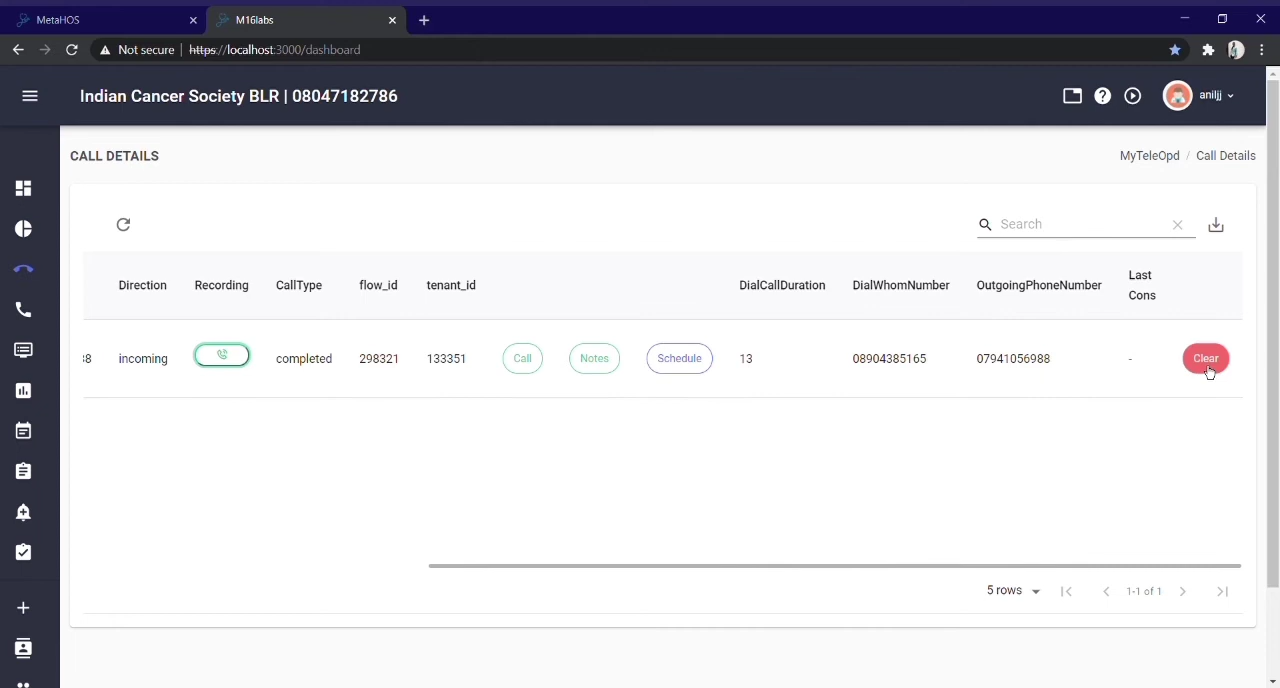 MetaHOS
M16labs
Not secure | https://localhost:3000/dashboard
Indian Cancer Society BLR | 08047182786
aniljj
CALL DETAILS
MyTeleOpd / Call Details
Search
Direction Recording CallType flow_id tenant_id DialCallDuration DialWhomNumber OutgoingPhoneNumber Last
Cons
38 incoming completed 298321 133351 Call Notes Schedule 13 08904385165 07941056988 - Clear
5 rows 1-1 of 1